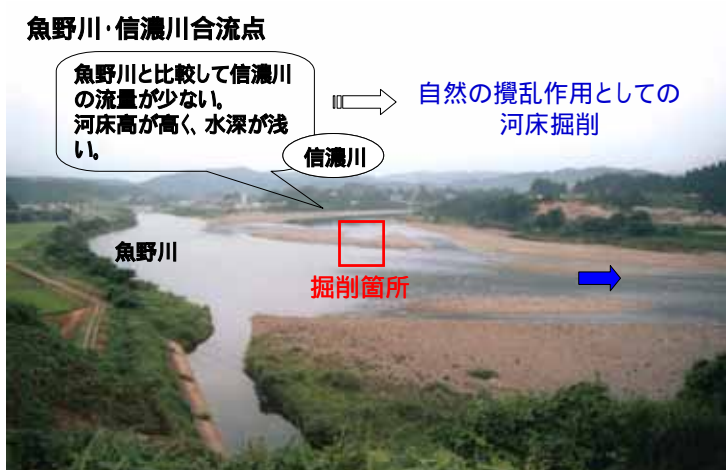 魚野川・信濃川合流点
魚野川と比較して信濃川
の流量が少ない。
河床高が高く、水深が浅
い。
自然の攪乱作用としての
河床掘削
信濃川
魚野川
掘削箇所